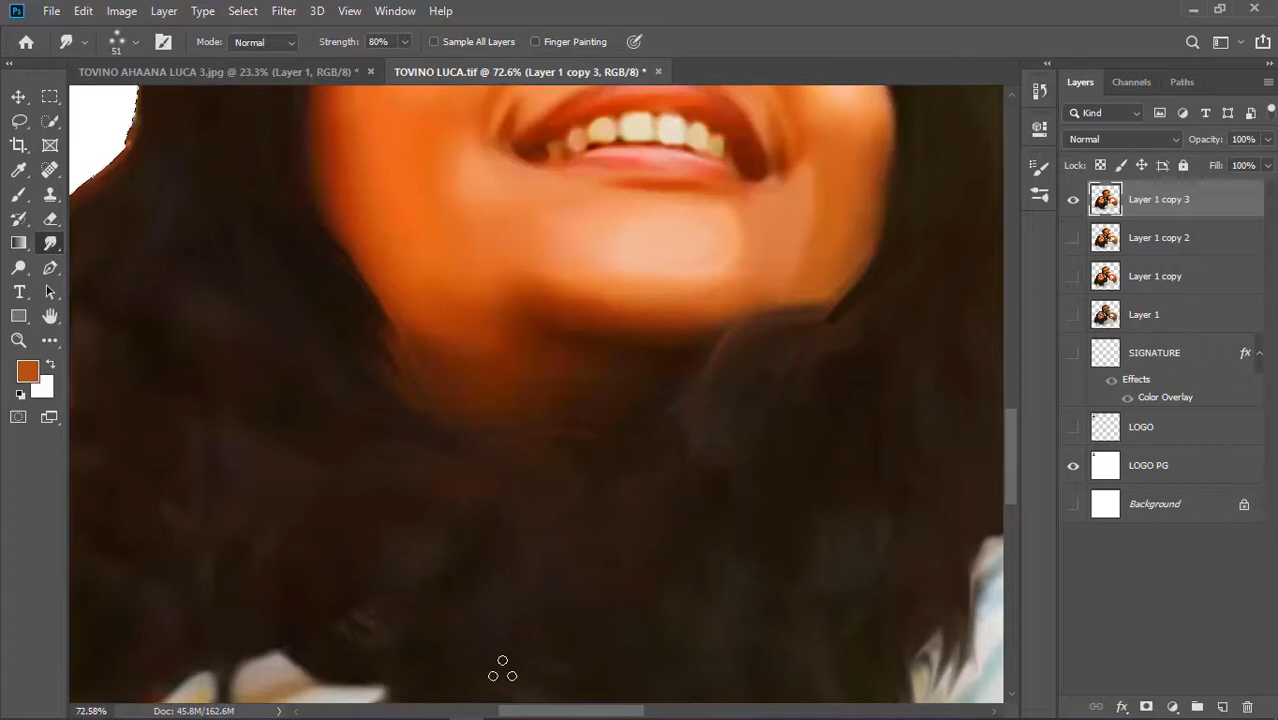 Ps File Edit Image Layer Type Select Filter 3D View Window Help
51 Mode: Normal Strength: 80% Sample All Layers Finger Painting
TOVINO AHAANA LUCA 3.jpg @ 23.3% (Layer 1, RGB/8) * × TOVINO LUCA.tif @ 72.6% (Layer 1 copy 3, RGB/8) * ×
Layers Channels Paths
Kind
Normal Opacity: 100%
Lock: Fill: 100%
Layer 1 copy 3
Layer 1 copy 2
Layer 1 copy
Layer 1
SIGNATURE fx
Effects
Color Overlay
LOGO
LOGO PG
Background
72.58% Doc: 45.8M/162.6M